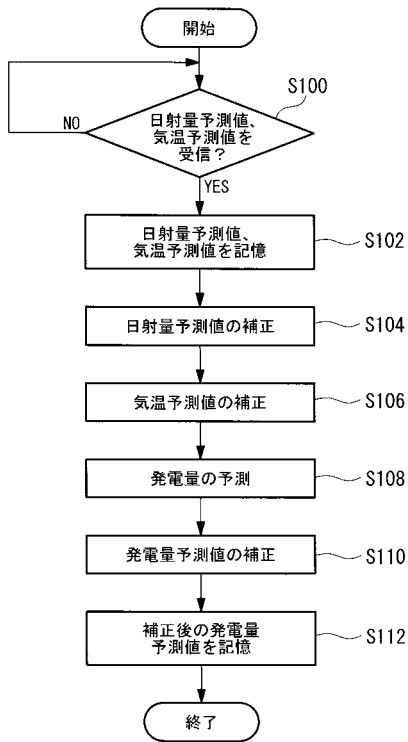 開始
S100
日射量予測値、
気温予測値を
受信？
NO
YES
日射量予測値、
気温予測値を記憶
S102
日射量予測値の補正
S104
気温予測値の補正
S106
発電量の予測
S108
発電量予測値の補正
S110
補正後の発電量
予測値を記憶
S112
終了